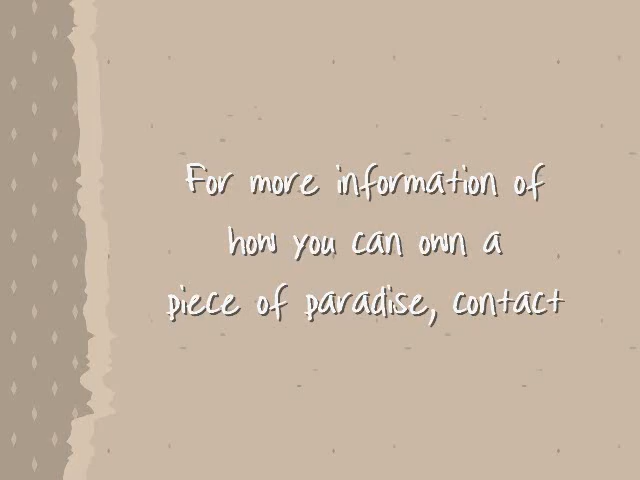 For more information of
how you can own a
piece of paradise, contact